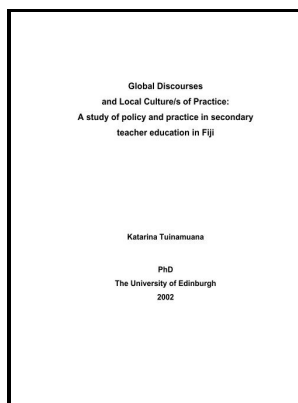 Global Discourses
and Local Culture/s of Practice:
A study of policy and practice in secondary
teacher education in Fiji
Katarina Tuinamuana
PhD
The University of Edinburgh
2002